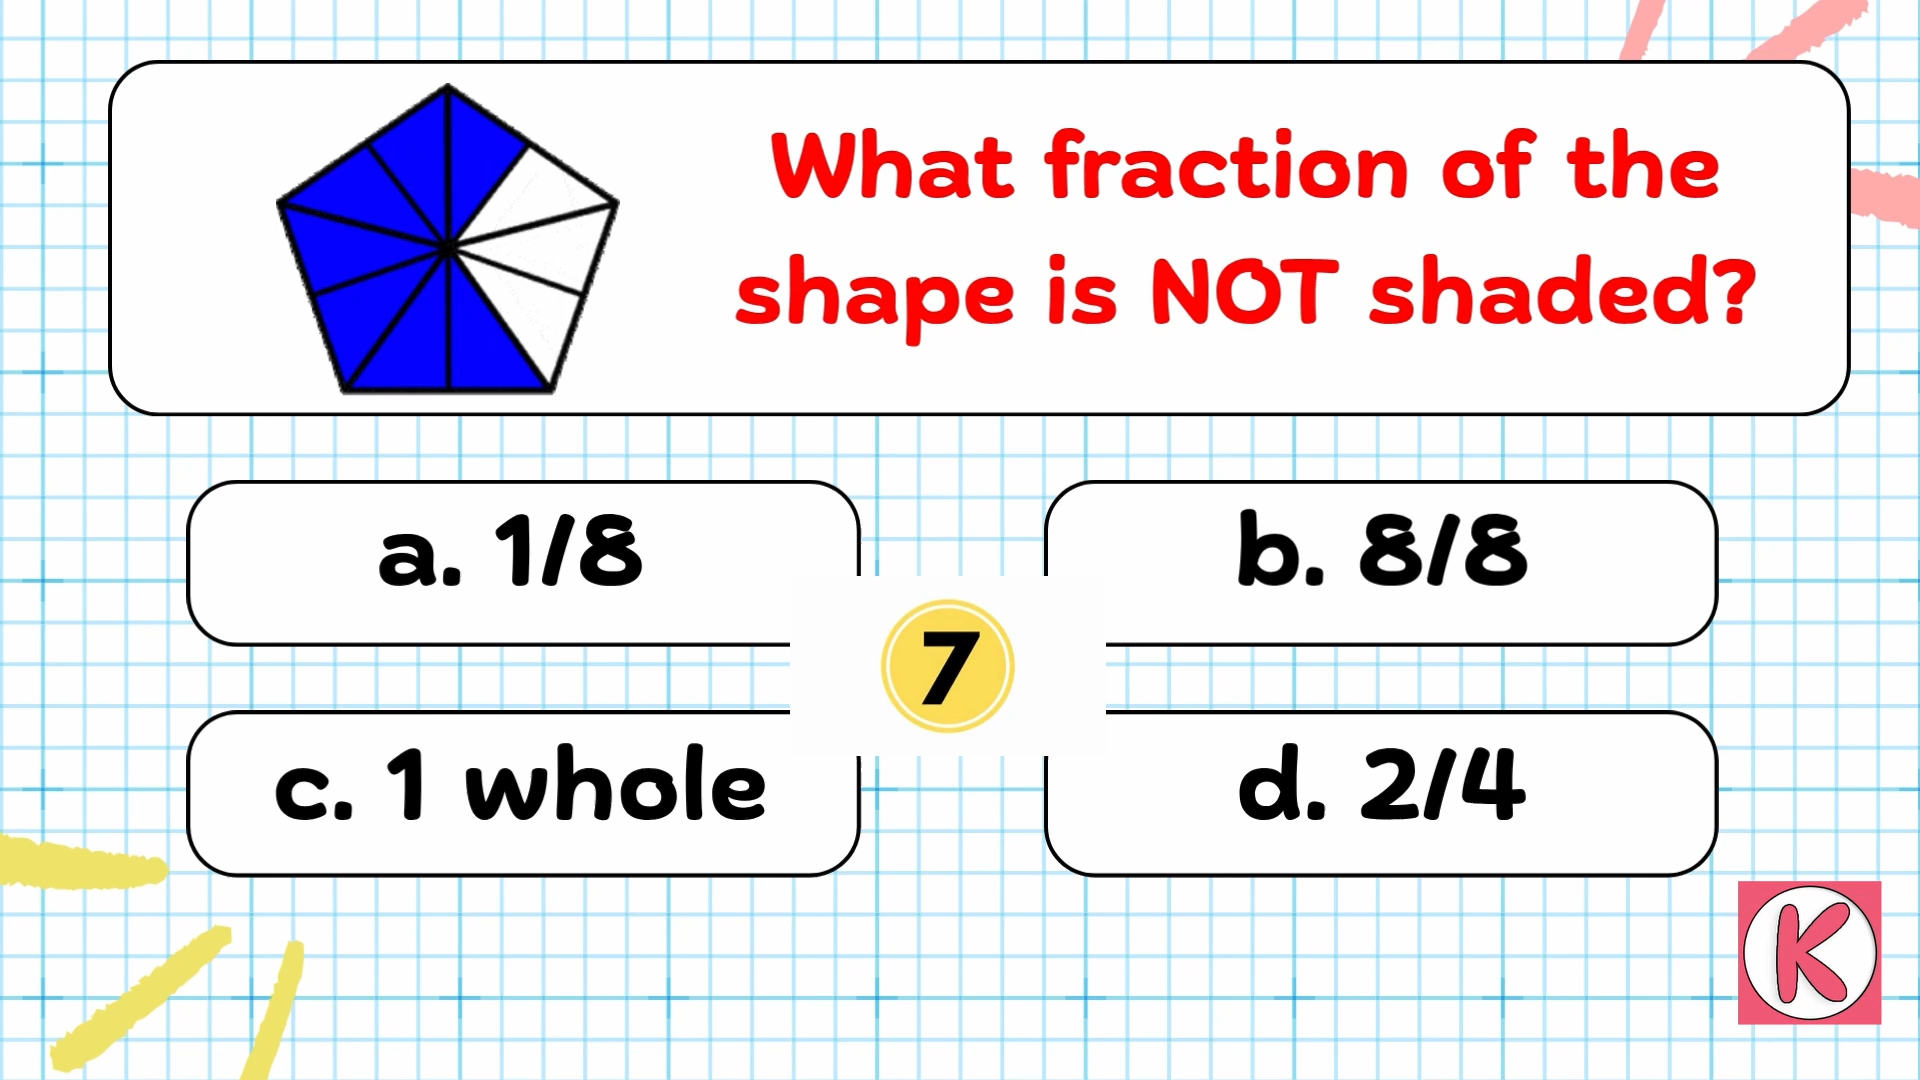 What fraction of the
shape is NOT shaded?
a. 1/8
b. 8/8
7
c. 1 whole
d. 2/4
K